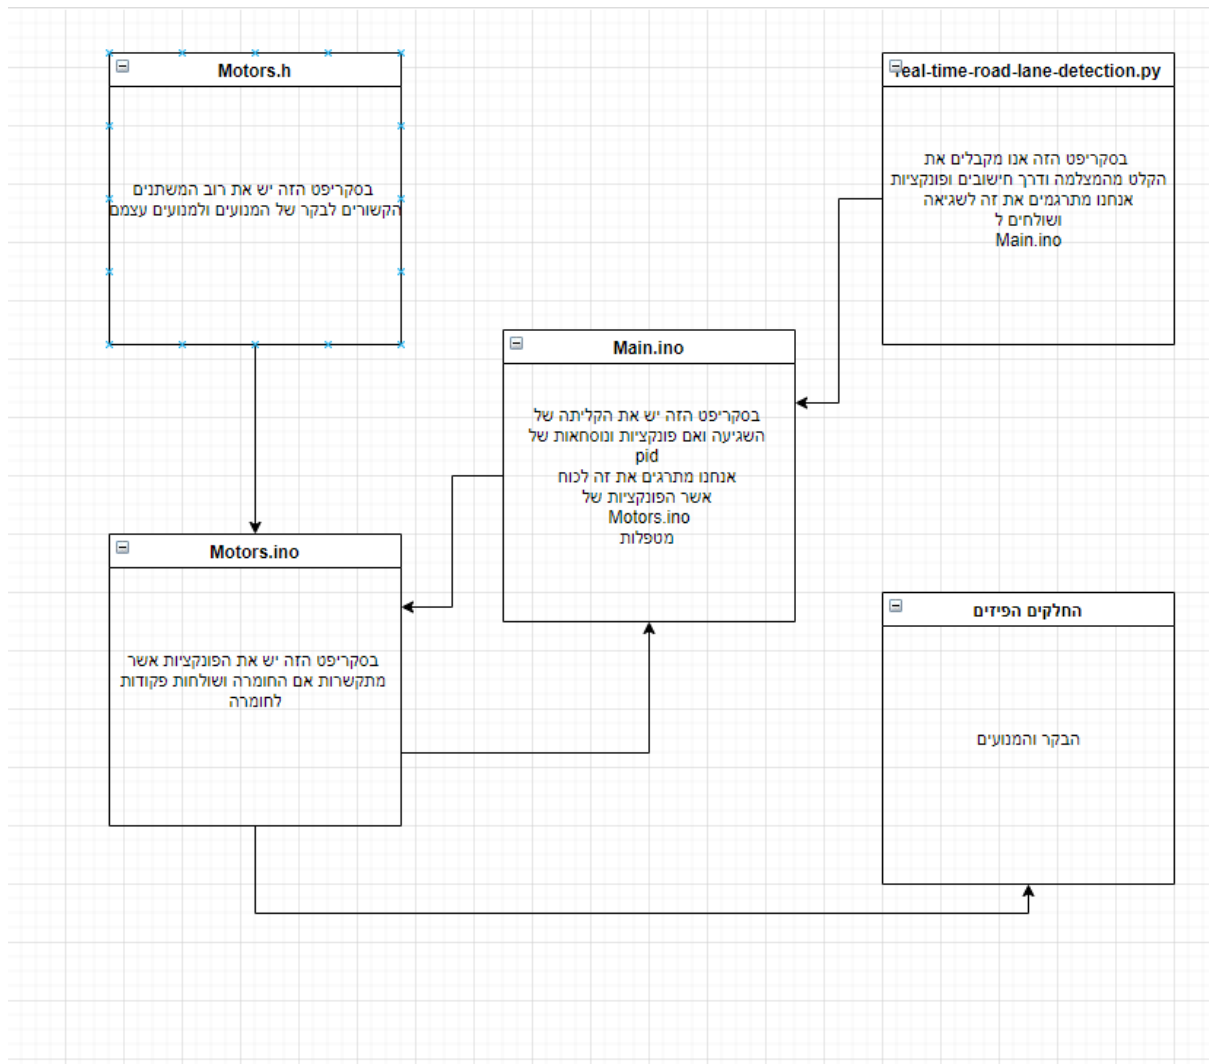 Motors.h
בסקריפט הזה יש את רוב המשתנים
הקשורים לבקר של המנועים ולמנועים עצמם
real-time-road-lane-detection.py
בסקריפט הזה אנו מקבלים את
הקלט מהמצלמה ודרך חישובים ופונקציות
אנחנו מתרגמים את זה לשגיאה
ושולחים ל
Main.ino
Main.ino
בסקריפט הזה יש את הקליתה של
השגיעה ואם פונקציות ונוסחאות של
pid
אנחנו מתרגים את זה לכוח
אשר הפונקציות של
Motors.ino
מטפלות
Motors.ino
בסקריפט הזה יש את הפונקציות אשר
מתקשרות אם החומרה ושולחות פקודות
לחומרה
החלקים הפיזים
הבקר והמנועים